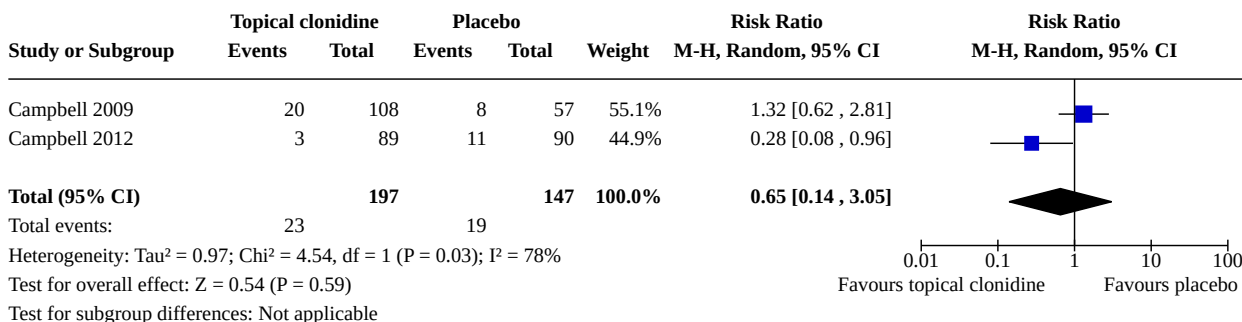 Topical clonidine Placebo Risk Ratio Risk Ratio
Study or Subgroup Events Total Events Total Weight M-H, Random, 95% CI M-H, Random, 95% CI
Campbell 2009 20 108 8 57 55.1% 1.32 [0.62 , 2.81]
Campbell 2012 3 89 11 90 44.9% 0.28 [0.08 , 0.96]
Total (95% CI) 197 147 100.0% 0.65 [0.14 , 3.05]
Total events: 23 19
Heterogeneity: Tau² = 0.97; Chi² = 4.54, df = 1 (P = 0.03); I² = 78%
0.01 0.1 1 10 100
Test for overall effect: Z = 0.54 (P = 0.59) Favours topical clonidine Favours placebo
Test for subgroup differences: Not applicable